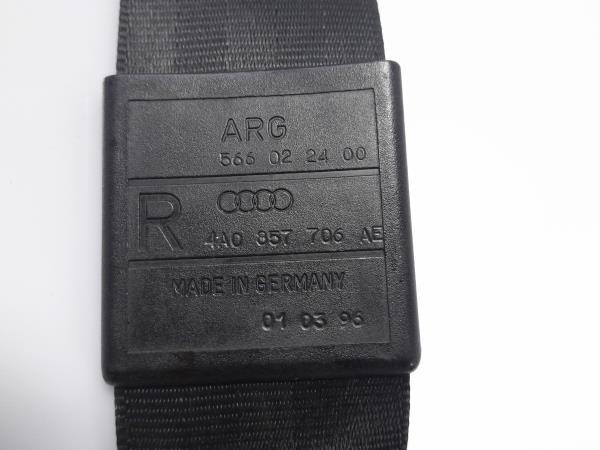 ARG
566 02 24 00
R
4A0 857 706 AE
MADE IN GERMANY
01 03 96